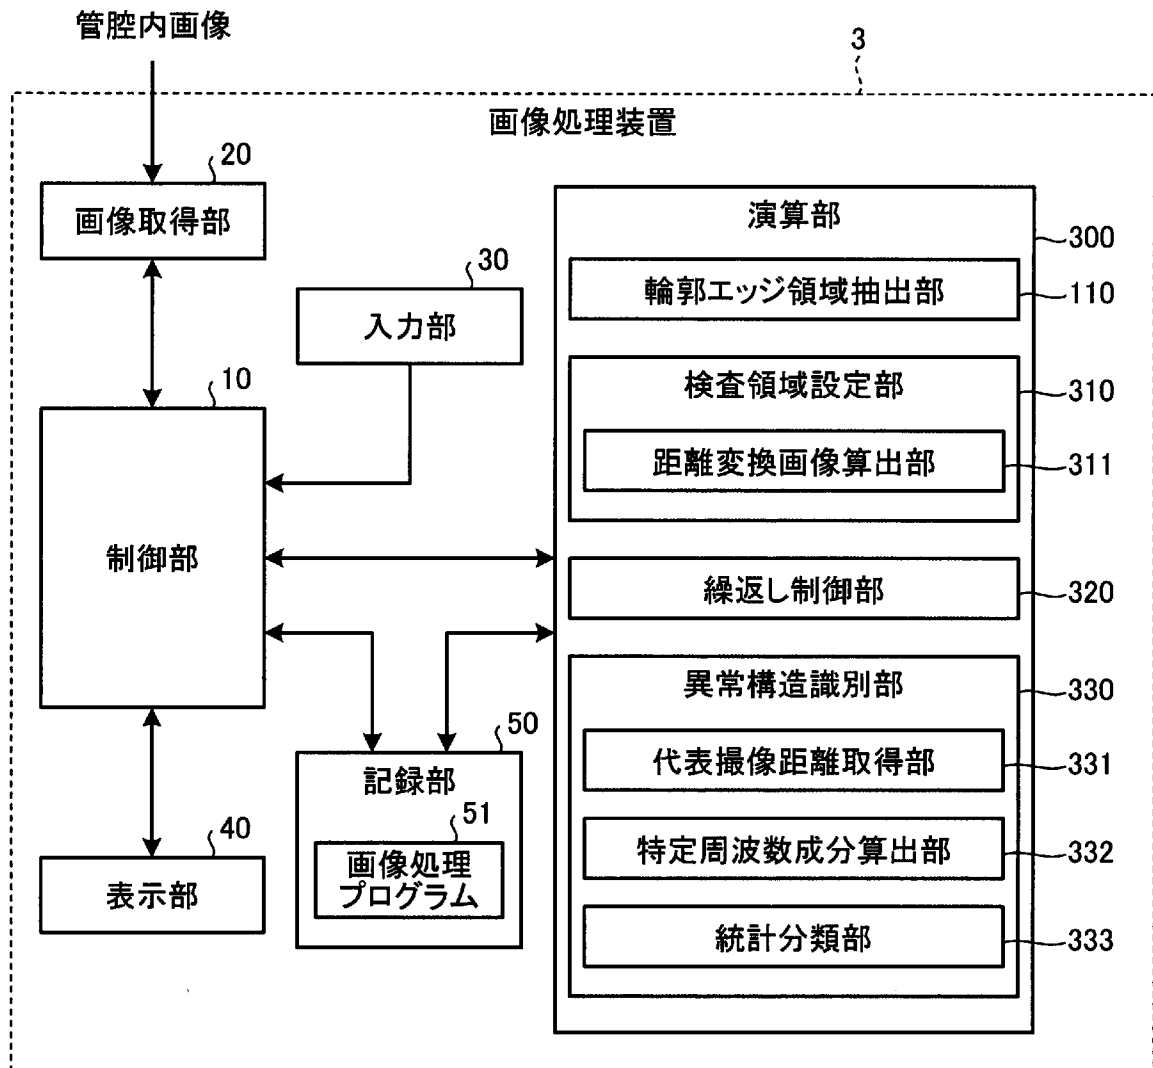 管腔内画像
3
画像処理装置
20
画像取得部
30
入力部
10
制御部
40
表示部
50
記録部
51
画像処理
プログラム
演算部
300
輪郭エッジ領域抽出部
110
検査領域設定部
310
距離変換画像算出部
311
繰返し制御部
320
異常構造識別部
330
代表撮像距離取得部
331
特定周波数成分算出部
332
統計分類部
333